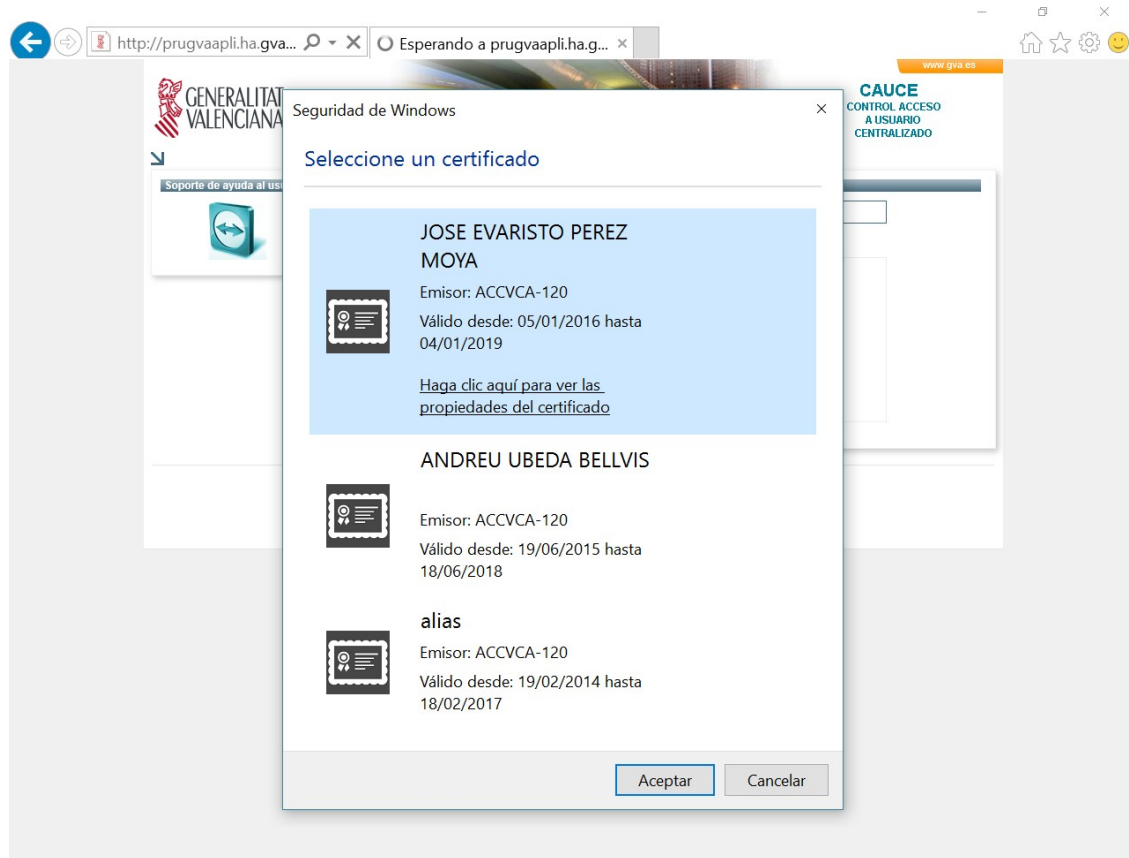 http://prugvaapli.ha.gva...
Esperando a prugvaapli.ha.g...
www.gva.es
GENERALITAT
VALENCIANA
CAUCE
CONTROL ACCESO
A USUARIO
CENTRALIZADO
Soporte de ayuda al us
Seguridad de Windows
Seleccione un certificado
JOSE EVARISTO PEREZ
MOYA
Emisor: ACCVCA-120
Válido desde: 05/01/2016 hasta
04/01/2019
Haga clic aquí para ver las
propiedades del certificado
ANDREU UBEDA BELLVIS
Emisor: ACCVCA-120
Válido desde: 19/06/2015 hasta
18/06/2018
alias
Emisor: ACCVCA-120
Válido desde: 19/02/2014 hasta
18/02/2017
Aceptar
Cancelar